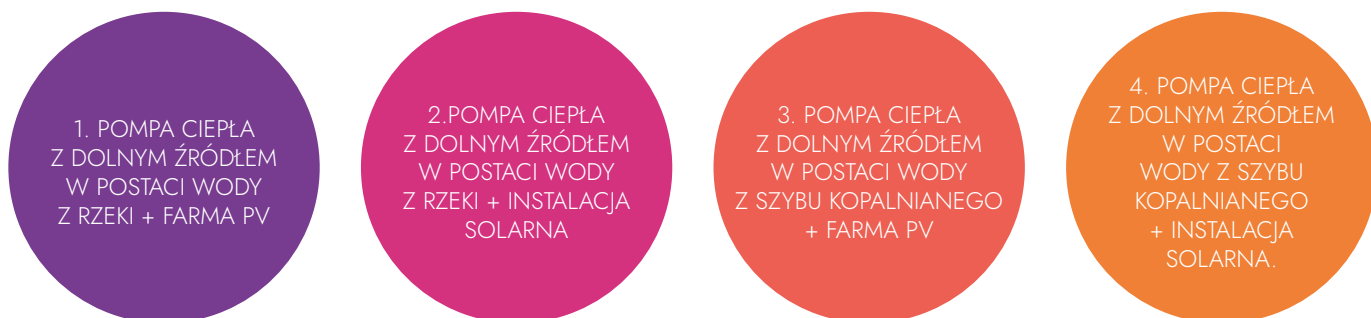 1. POMPA CIEPŁA
Z DOLNYM ŹRÓDŁEM
W POSTACI WODY
Z RZEKI + FARMA PV
2.POMPA CIEPŁA
Z DOLNYM ŹRÓDŁEM
W POSTACI WODY
Z RZEKI + INSTALACJA
SOLARNA
3. POMPA CIEPŁA
Z DOLNYM ŹRÓDŁEM
W POSTACI WODY
Z SZYBU KOPALNIANEGO
+ FARMA PV
4. POMPA CIEPŁA
Z DOLNYM ŹRÓDŁEM
W POSTACI
WODY Z SZYBU
KOPALNIANEGO
+ INSTALACJA
SOLARNA.